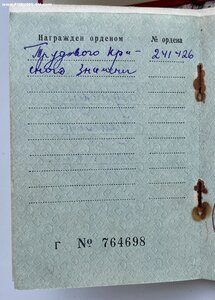 Награжден орденом
№ ордена
Трудового Кра-
241426
сного Знамени
Г № 764698